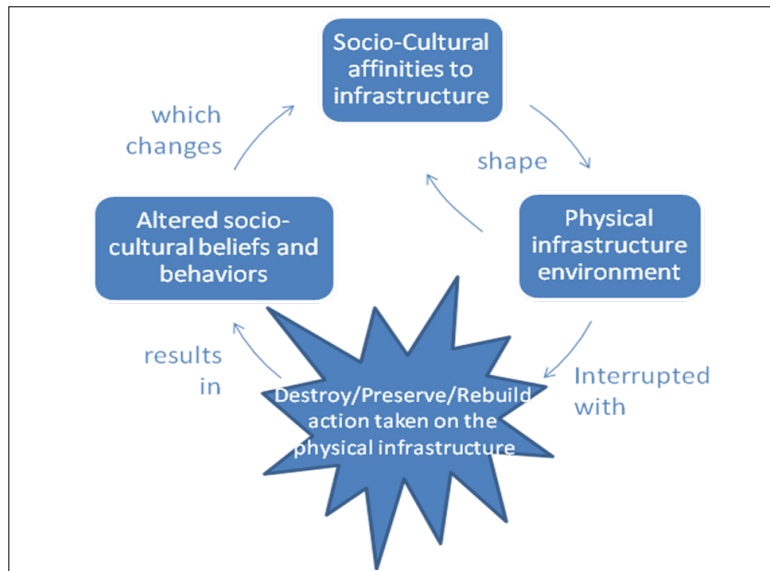 Socio-Cultural
affinities to
infrastructure
which
changes
shape
Altered socio-
cultural beliefs and
behaviors
Physical
infrastructure
environment
results
in
Destroy/Preserve/Rebuild
action taken on the
physical infrastructure
Interrupted
with